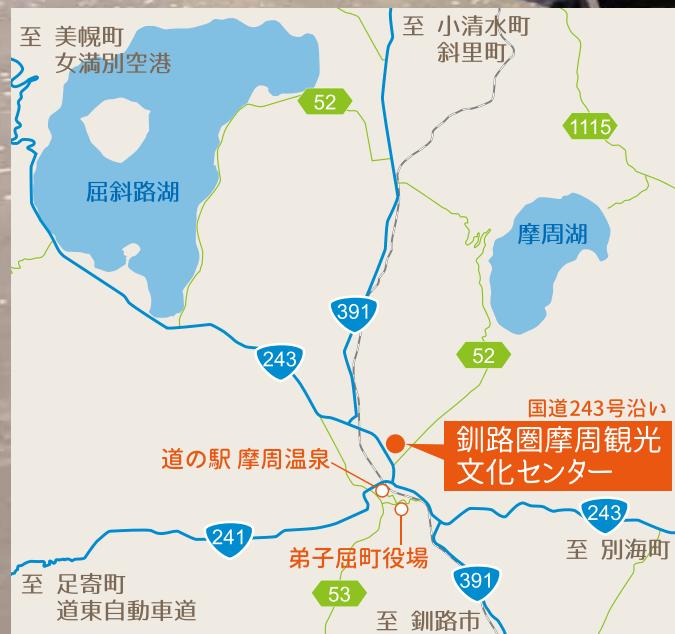 至 美幌町
女満別空港
至 小清水町
斜里町
52
1115
屈斜路湖
摩周湖
391
243
52
国道243号沿い
釧路圏摩周観光
文化センター
道の駅 摩周温泉
243
241
弟子屈町役場
至 別海町
至 足寄町
道東自動車道
53
391
至 釧路市